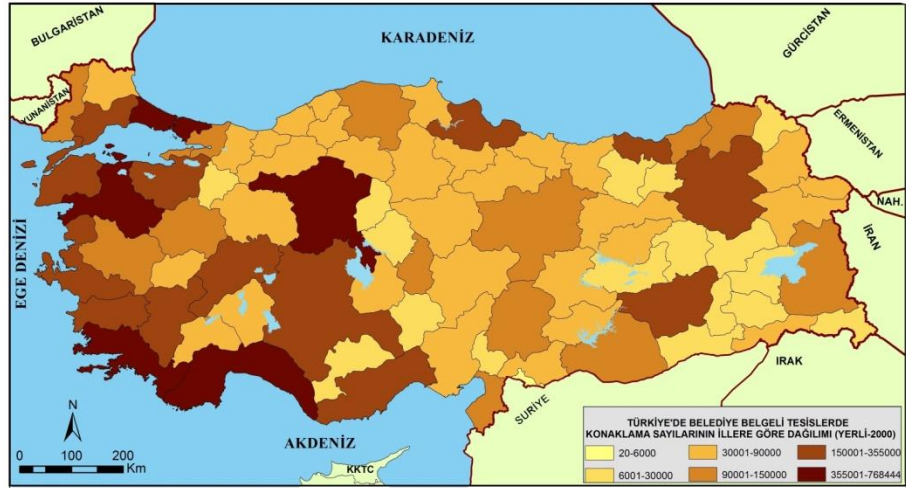 BULGARİSTAN
YUNANİSTAN
KARADENİZ
GÜRCİSTAN
ERMENİSTAN
NAH.
İRAN
EGE DENİZİ
IRAK
SURİYE
AKDENİZ
KKTC
N
0 50 100 200
Km
TÜRKİYE'DE BELEDİYE BELGELİ TESİSLERDE
KONAKLAMA SAYILARININ İLLERE GÖRE DAĞILIMI (YERLİ-2000)
20-6000 30001-90000 150001-355000
6001-30000 90001-150000 355001-768444